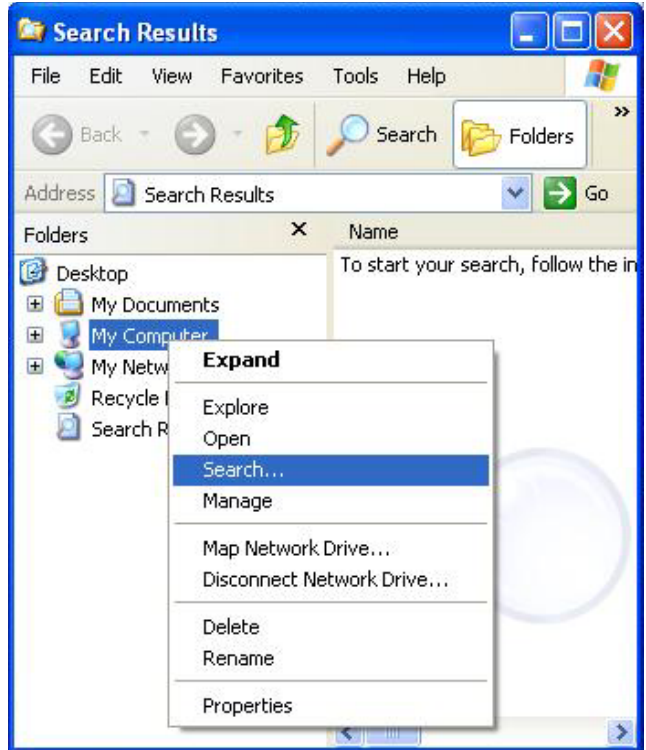 Search Results
File Edit View Favorites Tools Help
Back Search Folders »
Address Search Results Go
Folders × Name
Desktop To start your search, follow the in
My Documents
My Computer
My Netw
Recycle
Search R
Expand
Explore
Open
Search...
Manage
Map Network Drive...
Disconnect Network Drive...
Delete
Rename
Properties